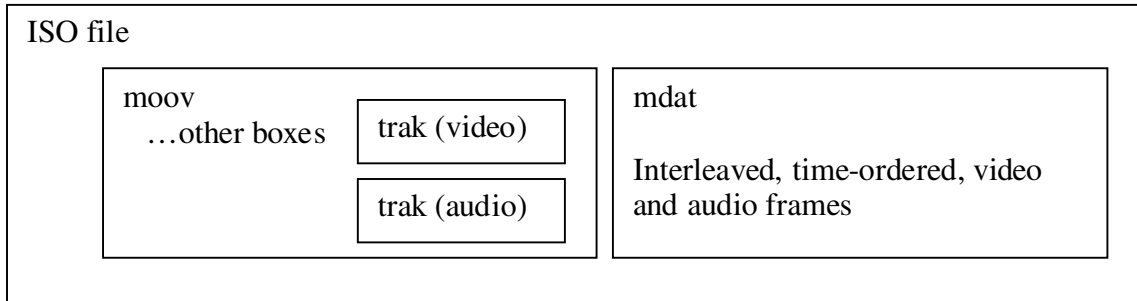 ISO file
moov
…other boxes
trak (video)
trak (audio)
mdat
Interleaved, time-ordered, video
and audio frames